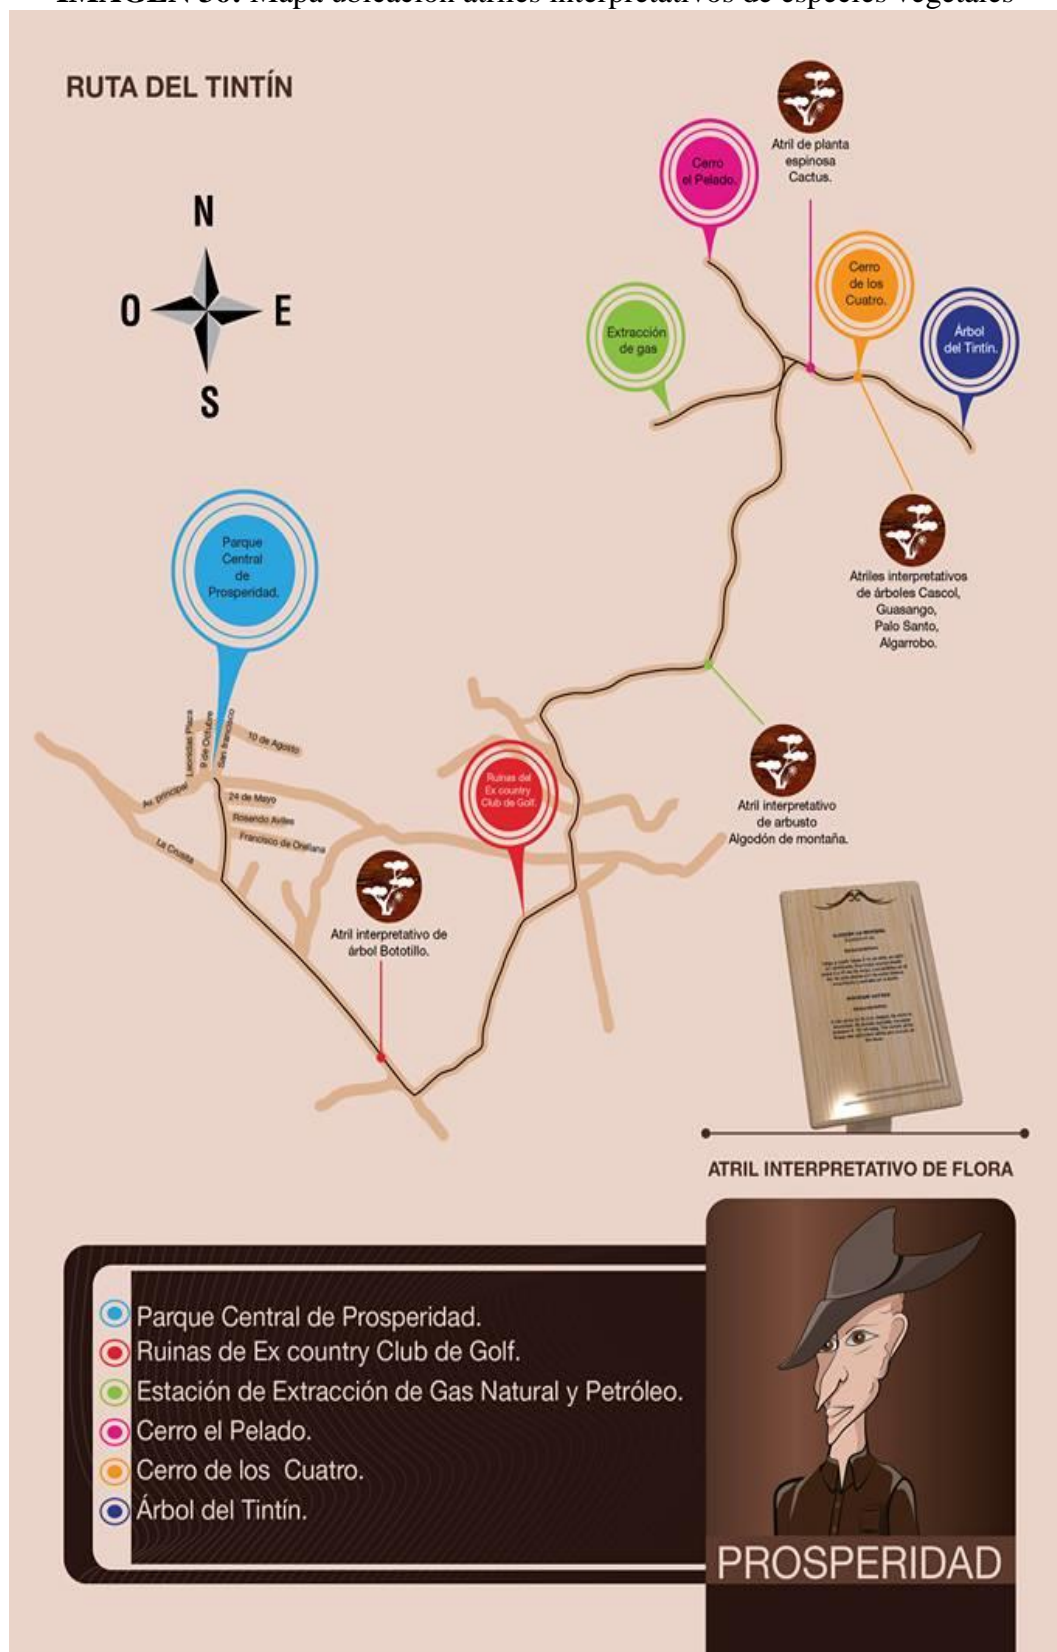 IMAGEN 30. Mapa ubicación atriles interpretativos de especies vegetales
RUTA DEL TINTÍN
N
O
E
S
Atril de planta
espinosa
Cactus.
Cerro
el Pelado.
Cerro
de los
Cuatro.
Árbol
del Tintín.
Extracción
de gas
Parque
Central
de
Prosperidad.
Atriles interpretativos
de árboles Cascol,
Guasango,
Palo Santo,
Algarrobo.
Leonidas Plaza
9 de Octubre
San francisco
10 de Agosto
Av. principal
24 de Mayo
Rosendo Aviles
Francisco de Orellana
La Crusita
Ruinas del
Ex country
Club de Golf.
Atril interpretativo
de arbusto
Algodón de montaña.
Atril interpretativo de
árbol Bototillo.
ATRIL INTERPRETATIVO DE FLORA
Parque Central de Prosperidad.
Ruinas de Ex country Club de Golf.
Estación de Extracción de Gas Natural y Petróleo.
Cerro el Pelado.
Cerro de los Cuatro.
Árbol del Tintín.
PROSPERIDAD